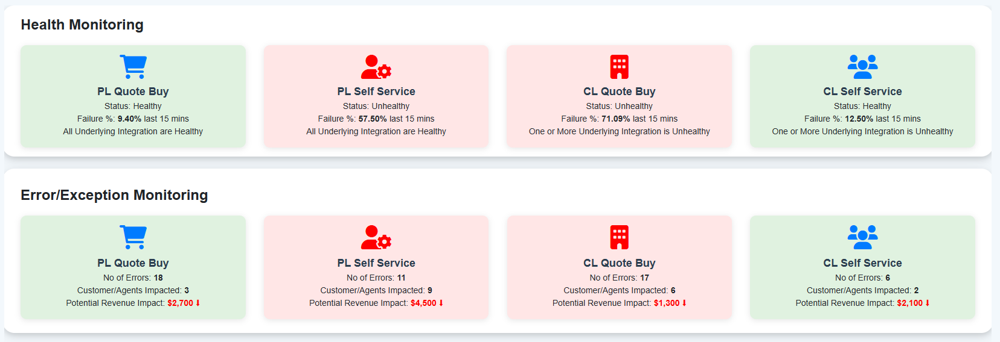 Health Monitoring
PL Quote Buy
Status: Healthy
Failure %: 9.40% last 15 mins
All Underlying Integration are Healthy
PL Self Service
Status: Unhealthy
Failure %: 57.50% last 15 mins
All Underlying Integration are Healthy
CL Quote Buy
Status: Unhealthy
Failure %: 71.09% last 15 mins
One or More Underlying Integration is Unhealthy
CL Self Service
Status: Healthy
Failure %: 12.50% last 15 mins
One or More Underlying Integration is Unhealthy
Error/Exception Monitoring
PL Quote Buy
No of Errors: 18
Customer/Agents Impacted: 3
Potential Revenue Impact: $2,700 ⬇
PL Self Service
No of Errors: 11
Customer/Agents Impacted: 9
Potential Revenue Impact: $4,500 ⬇
CL Quote Buy
No of Errors: 17
Customer/Agents Impacted: 6
Potential Revenue Impact: $1,300 ⬇
CL Self Service
No of Errors: 6
Customer/Agents Impacted: 2
Potential Revenue Impact: $2,100 ⬇